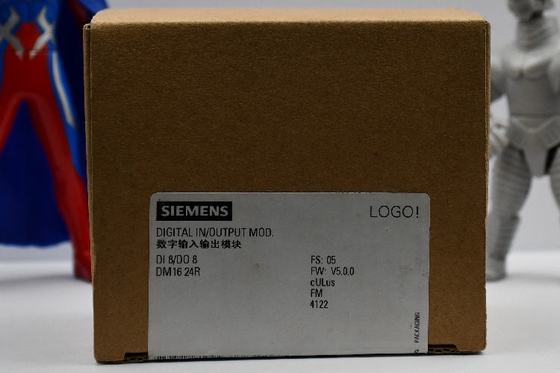 SIEMENS
LOGO!
DIGITAL IN/OUTPUT MOD.
数字输入输出模块
DI 8/DO 8
DM16 24R
FS: 05
FW: V5.0.0
cULus
FM
4122